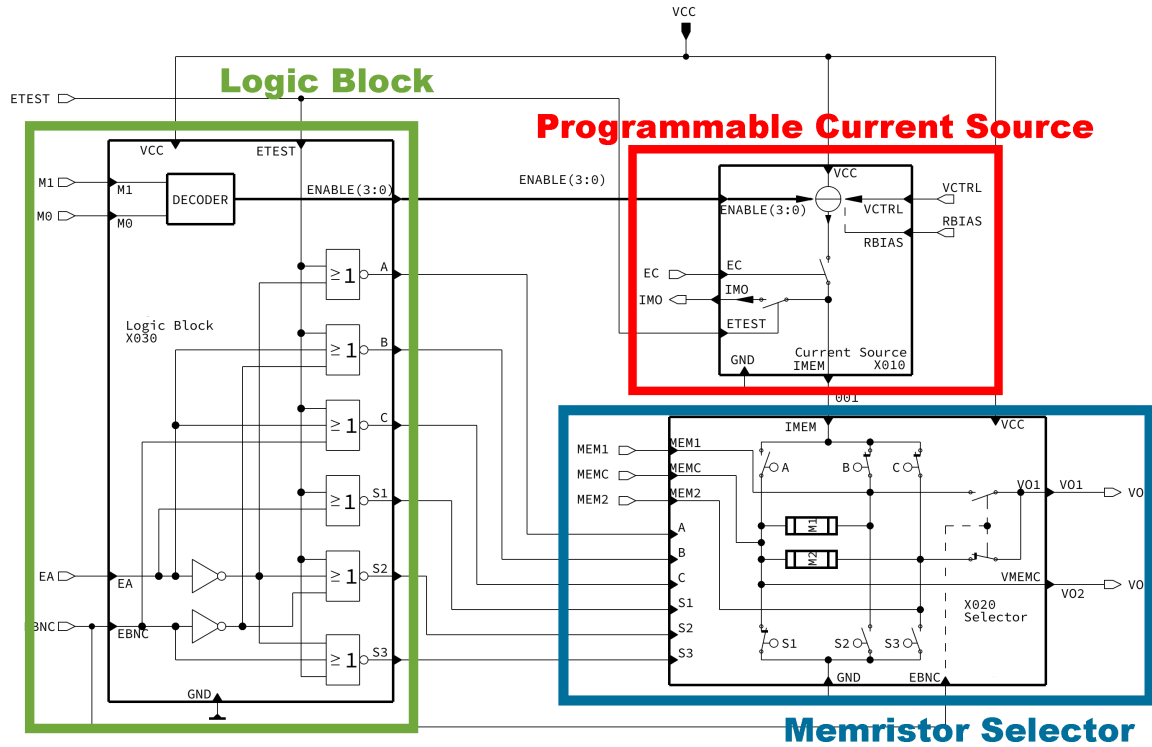 VCC
Logic Block
ETEST
Programmable Current Source
VCC
ETEST
VCC
M1
M1
DECODER
ENABLE(3:0)
ENABLE(3:0)
ENABLE(3:0)
VCTRL
VCTRL
M0
M0
RBIAS
RBIAS
≥1
A
EC
EC
IMO
IMO
ETEST
Logic Block
X030
≥1
B
GND
Current Source
X010
IMEM
001
≥1
C
IMEM
VCC
MEM1
MEM1
MEMC
MEMC
MEM2
MEM2
A
B
C
≥1
S1
VO1
VO1
VO
M1
M2
A
B
C
S1
S2
S3
EA
EA
≥1
S2
VMEMC
VO2
VO
X020
Selector
BNC
EBNC
≥1
S3
S1
S2
S3
GND
GND
EBNC
Memristor Selector